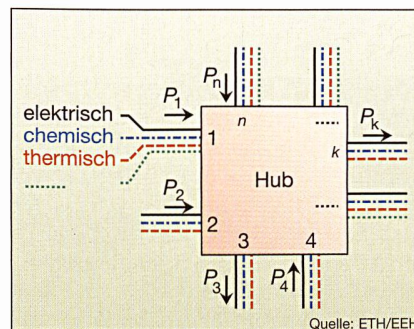 Pn
P1
elektrisch
chemisch
thermisch
........
n
.....
Pk
1
k
Hub
P2
2
.....
3
4
P3
P4
Quelle: ETH/EEH